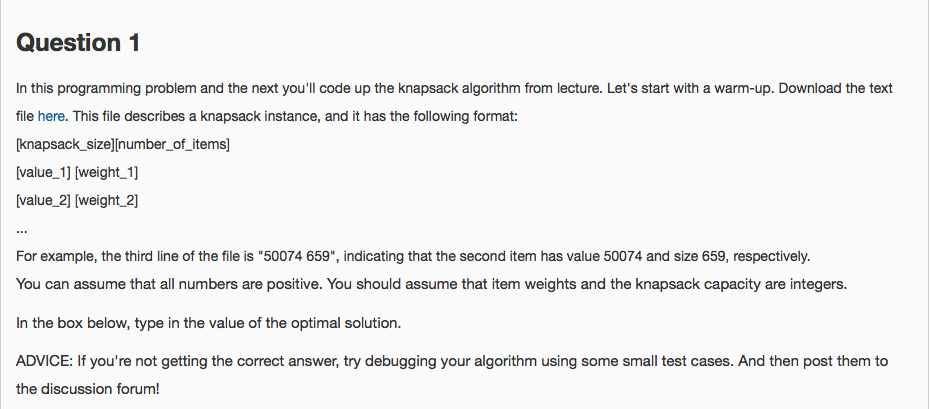 Question 1
In this programming problem and the next you'll code up the knapsack algorithm from lecture. Let's start with a warm-up. Download the text
file here. This file describes a knapsack instance, and it has the following format:
[knapsack_size][number_of_items]
[value_1] [weight_1]
[value_2] [weight_2]
...
For example, the third line of the file is "50074 659", indicating that the second item has value 50074 and size 659, respectively.
You can assume that all numbers are positive. You should assume that item weights and the knapsack capacity are integers.
In the box below, type in the value of the optimal solution.
ADVICE: If you're not getting the correct answer, try debugging your algorithm using some small test cases. And then post them to
the discussion forum!